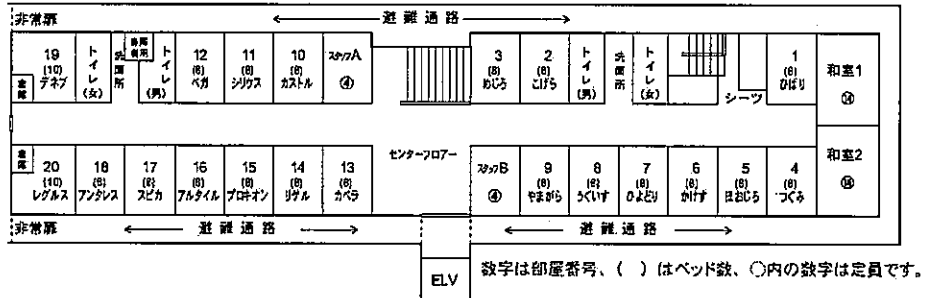 非常扉
← 避難通路 →
19
(10)
デネブ
トイレ
(女)
洗面所
トイレ
(男)
12
(8)
ベガ
11
(8)
シリウス
10
(8)
カストル
スタッフA
④
3
(8)
めじろ
2
(8)
こげら
トイレ
(男)
洗面所
トイレ
(女)
シーツ
1
(8)
ひばり
和室1
⑭
20
(10)
レグルス
18
(8)
アンタレス
17
(8)
スピカ
16
(8)
アルタイル
15
(8)
プロキオン
14
(8)
リゲル
13
(8)
カペラ
センターフロアー
スタッフB
④
9
(8)
やまがら
8
(8)
うぐいす
7
(8)
ひよどり
6
(8)
かけす
5
(8)
ほおじろ
4
(8)
つぐみ
和室2
⑭
非常扉
← 避難通路 →
← 避難通路 →
ELV
数字は部屋番号、( )はベッド数、○内の数字は定員です。